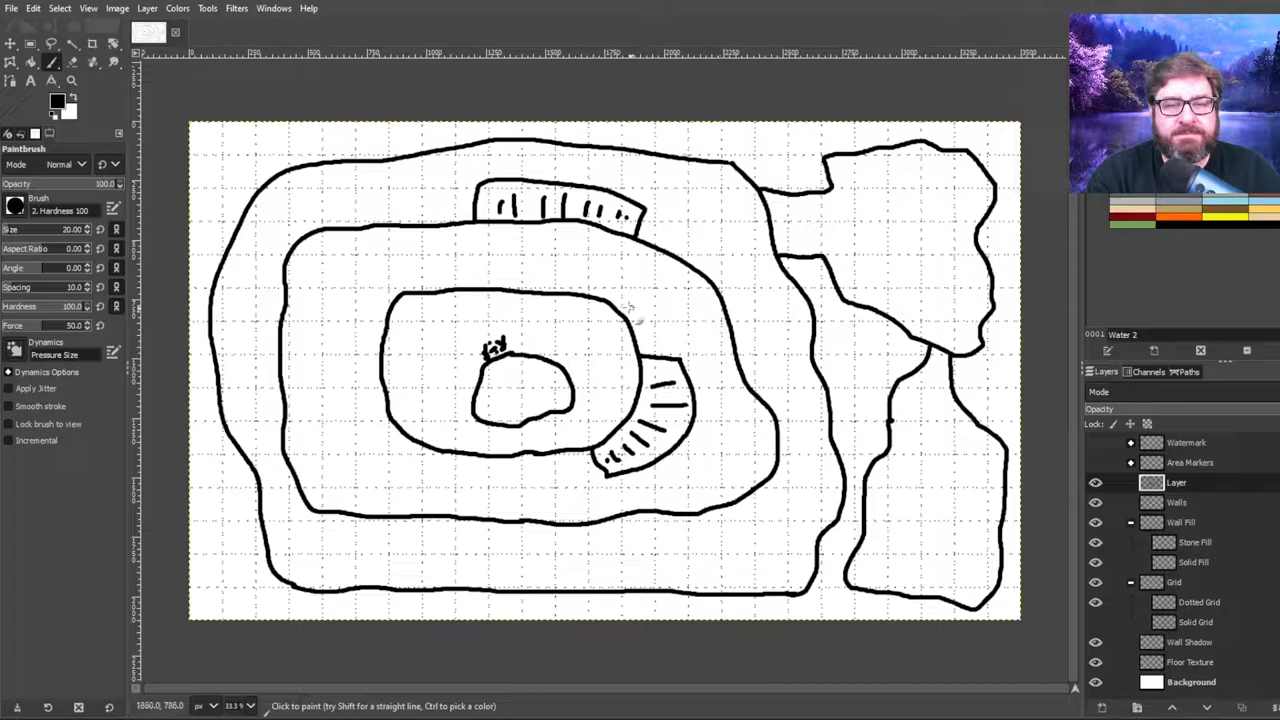 File Edit Select View Image Layer Colors Tools Filters Windows Help
Paintbrush
Mode Normal
Opacity 100.0
Brush
2. Hardness 100
Size 20.00
Aspect Ratio 0.00
Angle 0.00
Spacing 10.0
Hardness 100.0
Force 50.0
Dynamics
Pressure Size
Dynamics Options
Apply Jitter
Smooth stroke
Lock brush to view
Incremental
0001 Water 2
Layers Channels Paths
Mode
Opacity
Lock:
Watermark
Area Markers
Layer
Walls
Wall Fill
Stone Fill
Solid Fill
Grid
Dotted Grid
Solid Grid
Wall Shadow
Floor Texture
Background
px 33.3 Click to paint (try Shift for a straight line, Ctrl to pick a color)